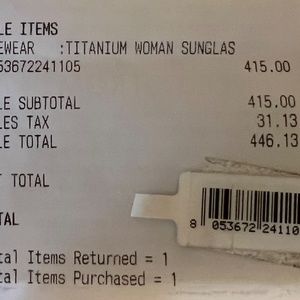 LE ITEMS
EWEAR :TITANIUM WOMAN SUNGLAS
53672241105 415.00
LE SUBTOTAL 415.00
LES TAX 31.13
LE TOTAL 446.13
T TOTAL
TAL
8 053672 24110
tal Items Returned = 1
tal Items Purchased = 1